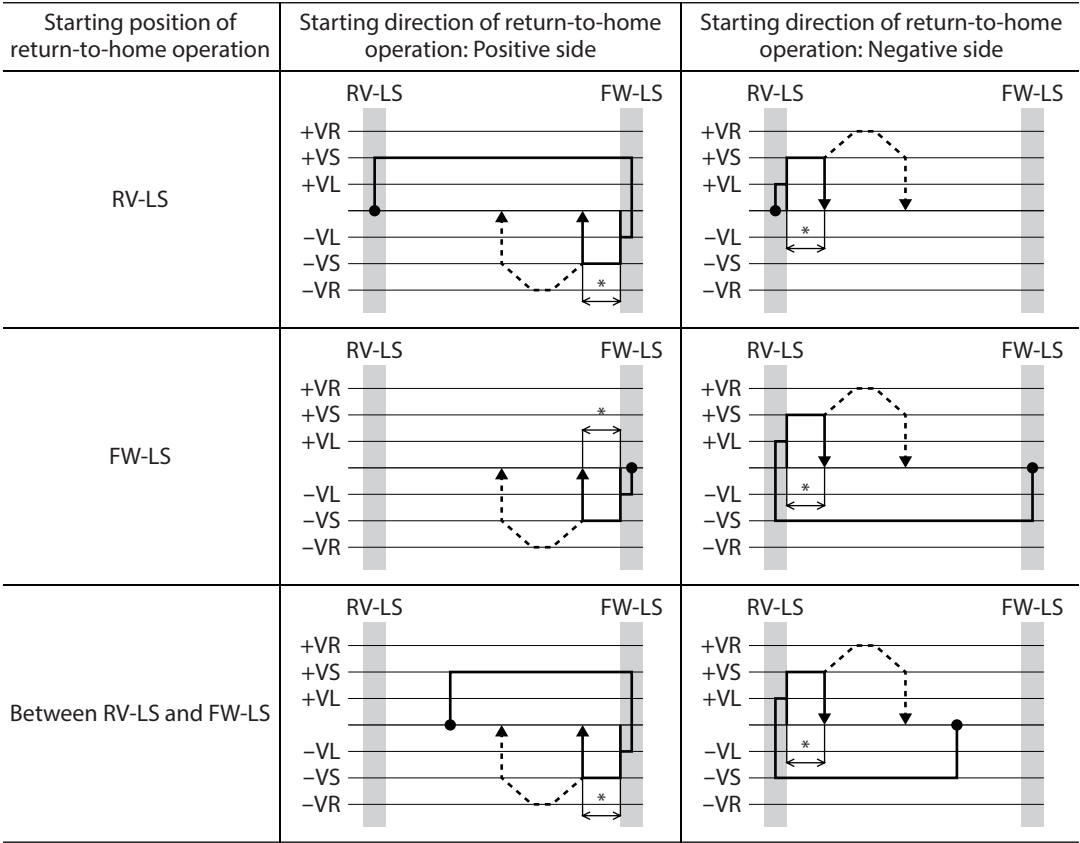 Starting position of
return-to-home operation
Starting direction of return-to-home
operation: Positive side
Starting direction of return-to-home
operation: Negative side
RV-LS
RV-LS FW-LS
+VR
+VS
+VL
–VL
–VS
–VR
*
RV-LS FW-LS
+VR
+VS
+VL
–VL
–VS
–VR
*
FW-LS
RV-LS FW-LS
+VR
+VS
+VL
–VL
–VS
–VR
*
RV-LS FW-LS
+VR
+VS
+VL
–VL
–VS
–VR
*
Between RV-LS and FW-LS
RV-LS FW-LS
+VR
+VS
+VL
–VL
–VS
–VR
*
RV-LS FW-LS
+VR
+VS
+VL
–VL
–VS
–VR
*